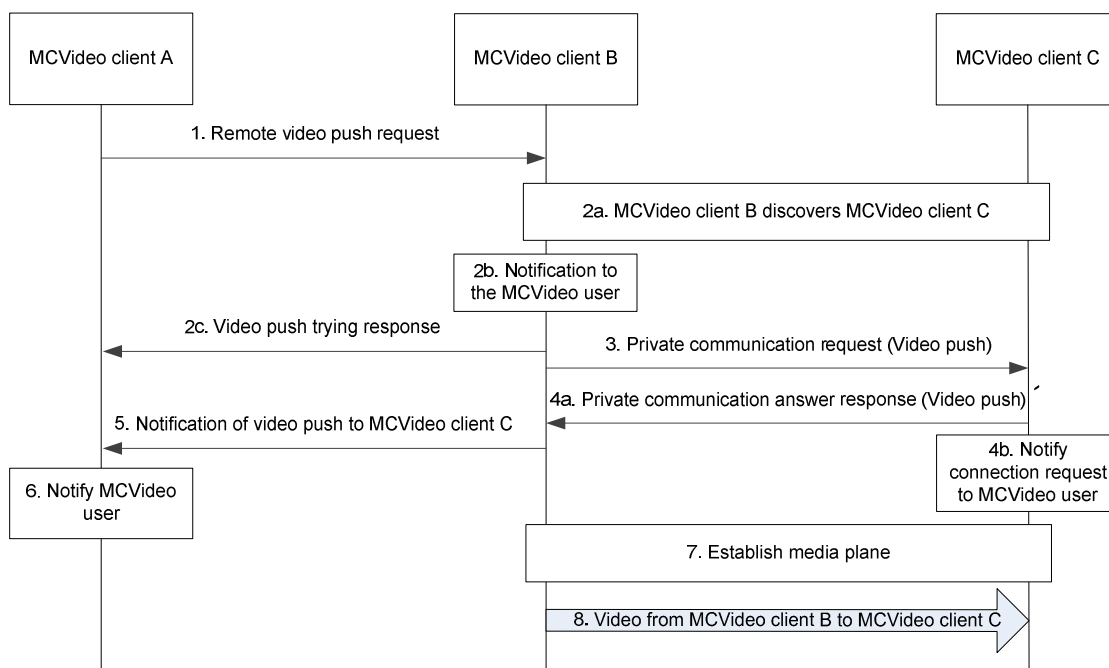 MCVideo client A
MCVideo client B
MCVideo client C
1. Remote video push request
2a. MCVideo client B discovers MCVideo client C
2b. Notification to
the MCVideo user
2c. Video push trying response
3. Private communication request (Video push)
4a. Private communication answer response (Video push)
5. Notification of video push to MCVideo client C
4b. Notify
connection request
to MCVideo user
6. Notify MCVideo
user
7. Establish media plane
8. Video from MCVideo client B to MCVideo client C